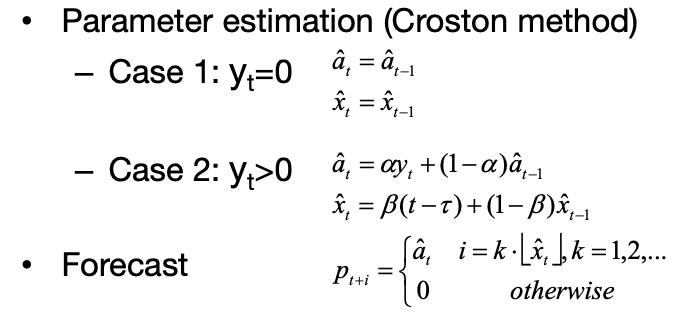 • Parameter estimation (Croston method)
– Case 1: yₜ=0 âₜ = âₜ₋₁
x̂ₜ = x̂ₜ₋₁
– Case 2: yₜ>0 âₜ = αyₜ + (1−α)âₜ₋₁
x̂ₜ = β(t−τ)+(1−β)x̂ₜ₋₁
• Forecast pₜ₊ᵢ = { âₜ i = k·⌊x̂ₜ⌋, k = 1,2,...
0 otherwise